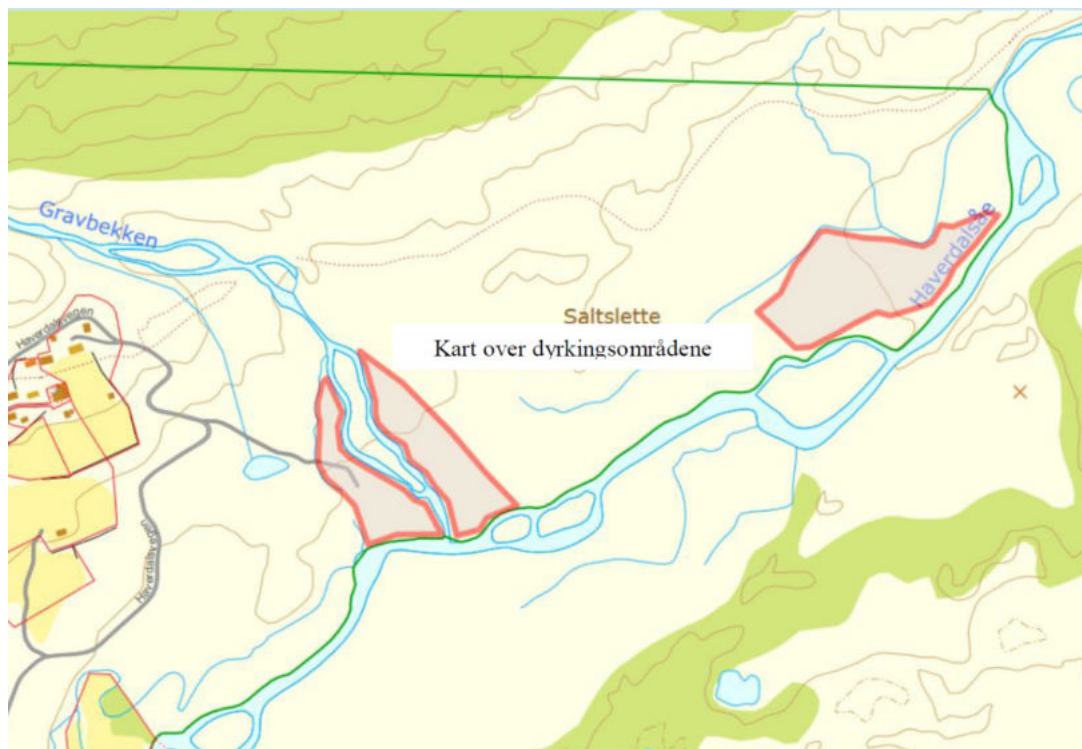 Gravbekken
Haverdalsåe
Haverdalsvegen
Saltslette
Kart over dyrkingsområdene
Haverdalsvegen